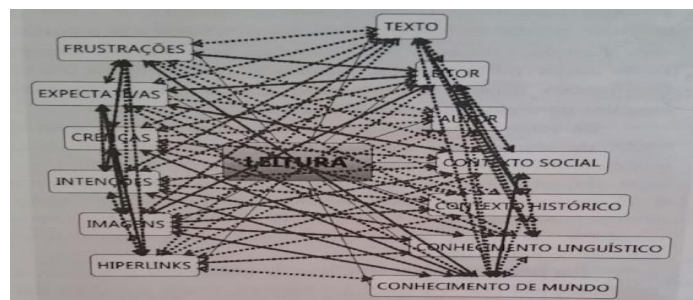 TEXTO
FRUSTRAÇÕES
LEITOR
EXPECTATIVAS
AUTOR
CRENÇAS
LEITURA
CONTEXTO SOCIAL
INTENÇÕES
CONTEXTO HISTÓRICO
IMAGENS
CONHECIMENTO LINGUÍSTICO
HIPERLINKS
CONHECIMENTO DE MUNDO